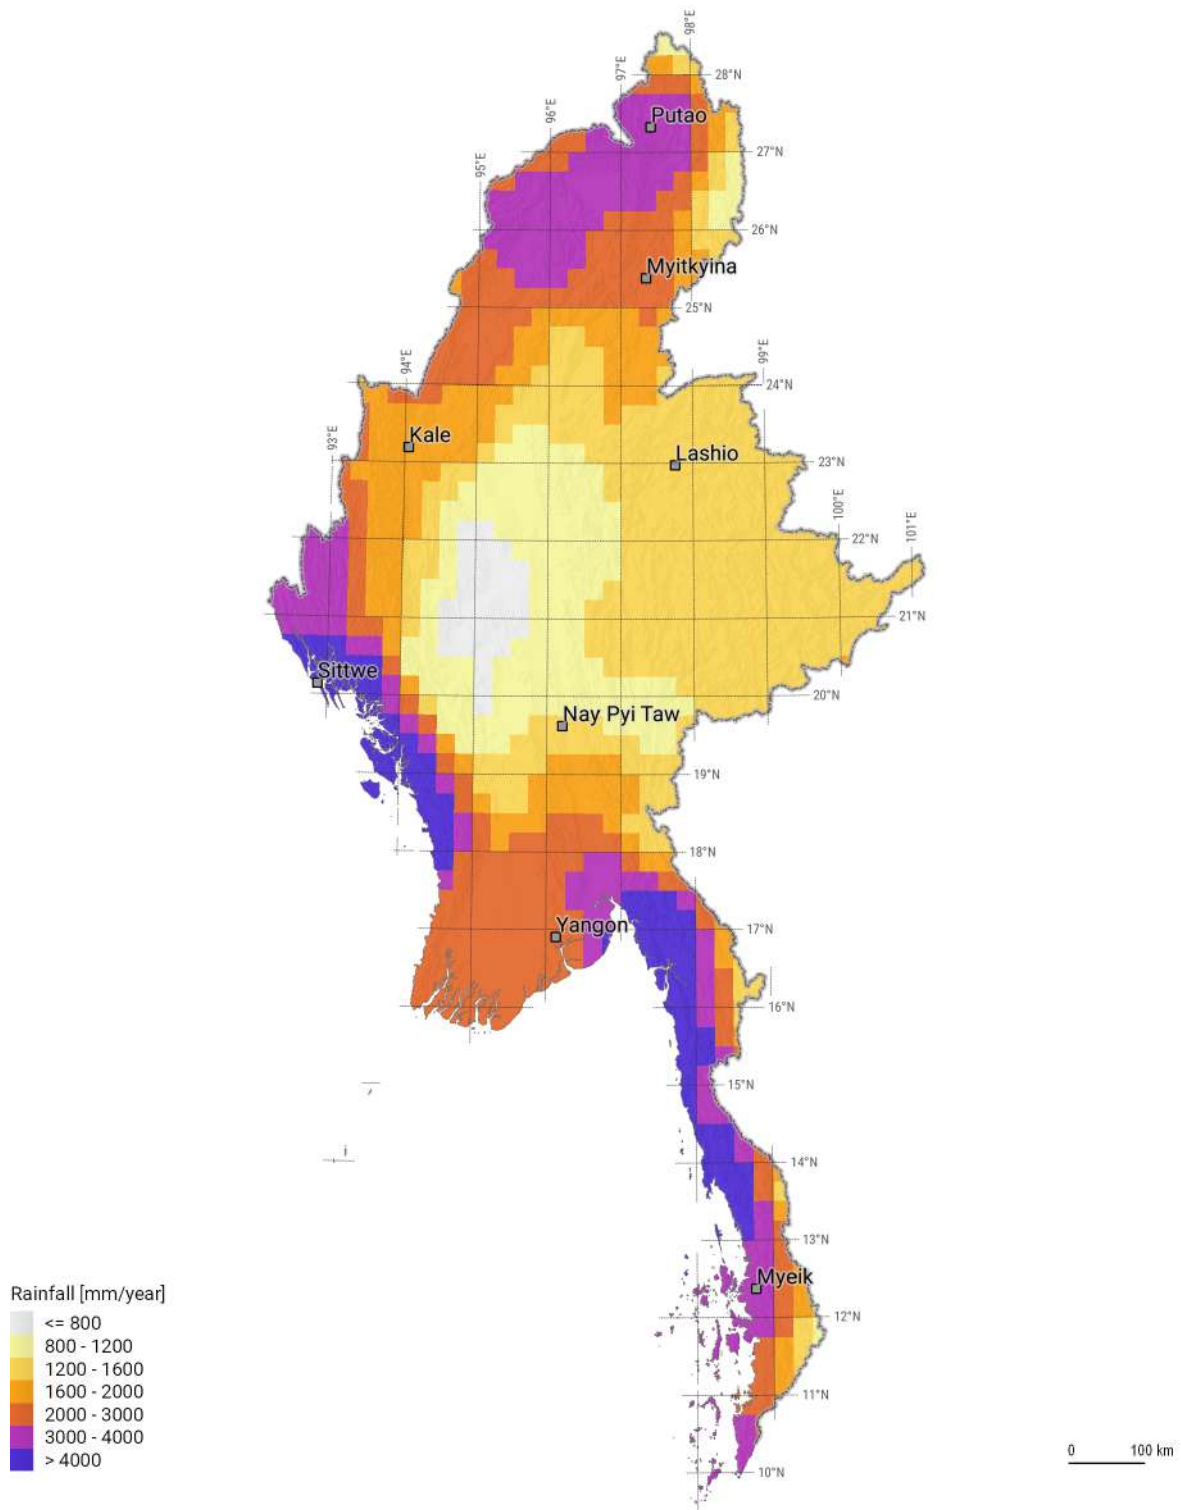 98°E
97°E
28°N
Putao
96°E
27°N
95°E
26°N
Myitkyina
25°N
94°E
99°E
24°N
Kale
93°E
Lashio
23°N
100°E
101°E
22°N
21°N
Sittwe
20°N
Nay Pyi Taw
19°N
18°N
Yangon
17°N
16°N
15°N
14°N
13°N
Myeik
Rainfall [mm/year]
<= 800
12°N
800 - 1200
1200 - 1600
1600 - 2000
11°N
2000 - 3000
3000 - 4000
0 100 km
> 4000
10°N